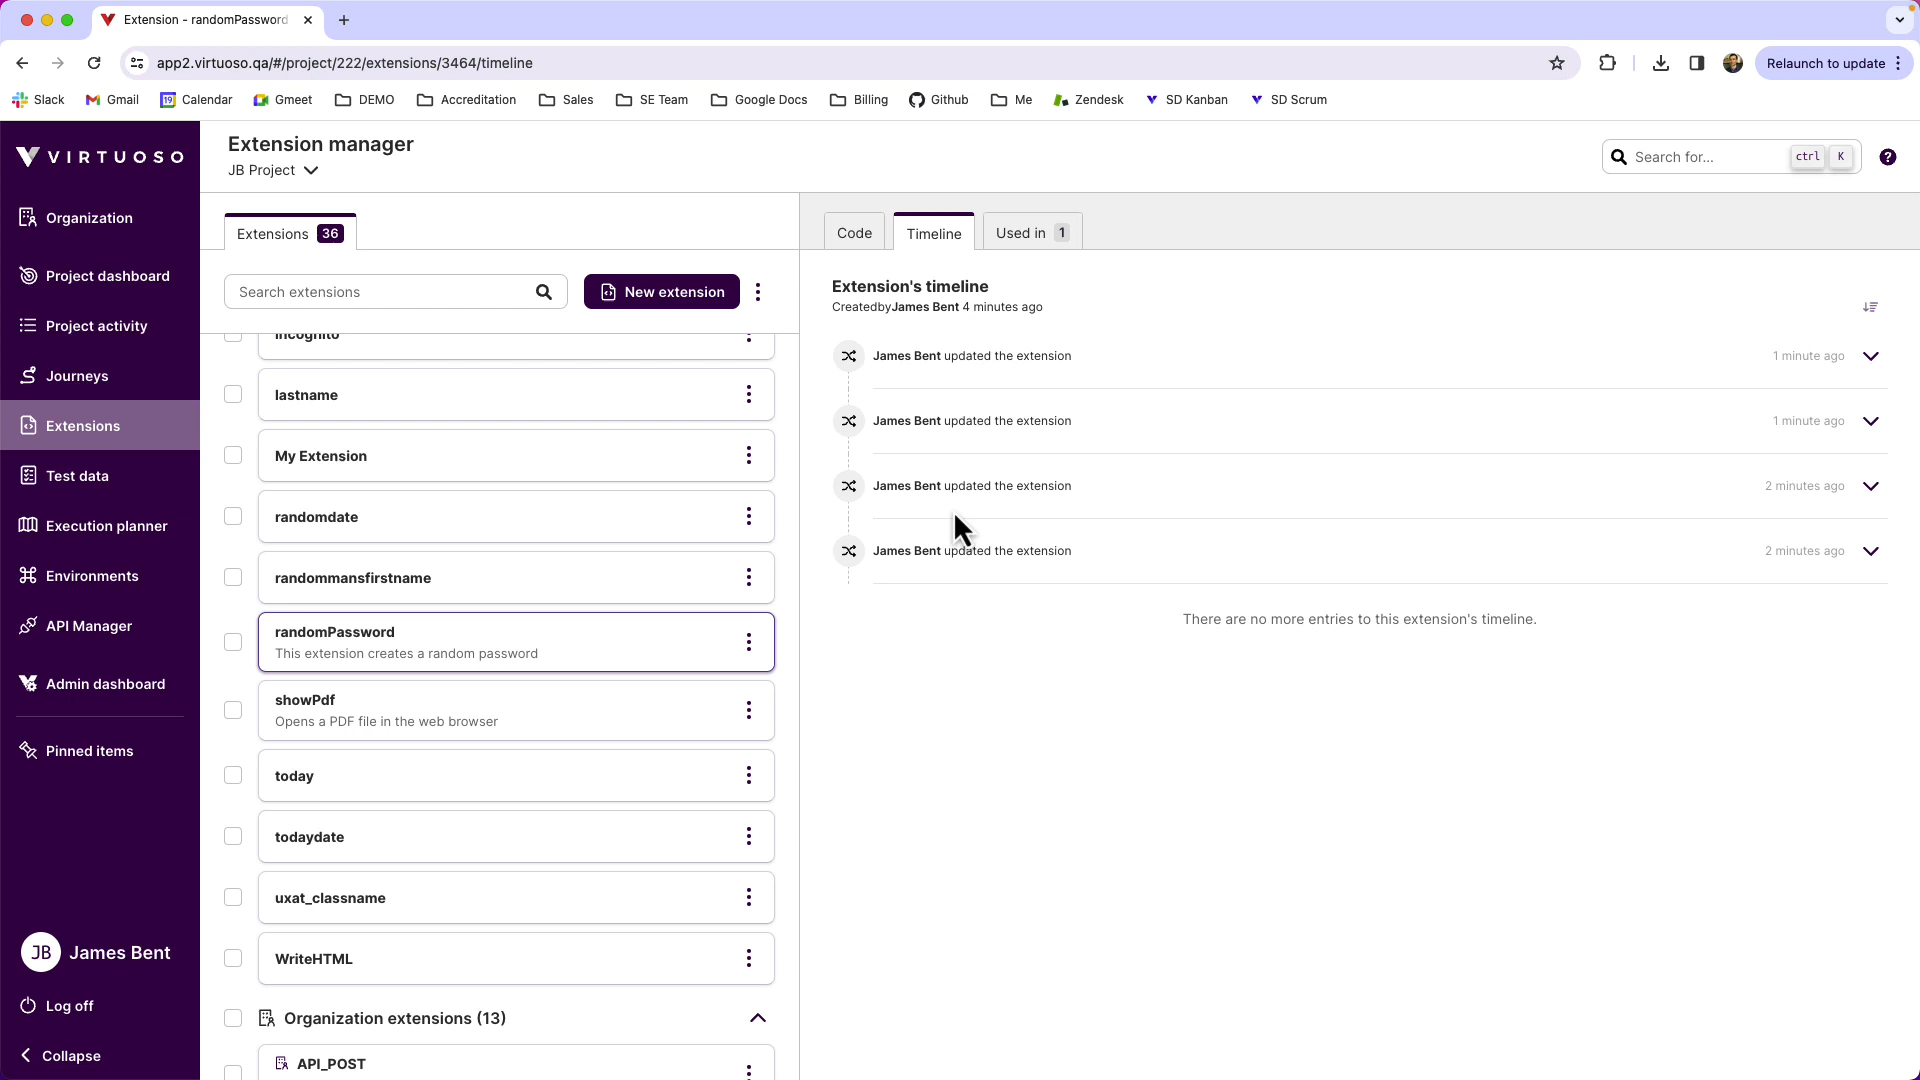 Extension - randomPassword
app2.virtuoso.qa/#/project/222/extensions/3464/timeline
Relaunch to update
Slack
Gmail
Calendar
Gmeet
DEMO
Accreditation
Sales
SE Team
Google Docs
Billing
Github
Me
Zendesk
SD Kanban
SD Scrum
VIRTUOSO
Organization
Project dashboard
Project activity
Journeys
Extensions
Test data
Execution planner
Environments
API Manager
Admin dashboard
Pinned items
JB James Bent
Log off
Collapse
Extension manager
JB Project
Search for...
ctrl K
Extensions 36
Search extensions
New extension
incognito
lastname
My Extension
randomdate
randommansfirstname
randomPassword
This extension creates a random password
showPdf
Opens a PDF file in the web browser
today
todaydate
uxat_classname
WriteHTML
Organization extensions (13)
API_POST
Code
Timeline
Used in 1
Extension's timeline
CreatedbyJames Bent 4 minutes ago
James Bent updated the extension 1 minute ago
James Bent updated the extension 1 minute ago
James Bent updated the extension 2 minutes ago
James Bent updated the extension 2 minutes ago
There are no more entries to this extension's timeline.